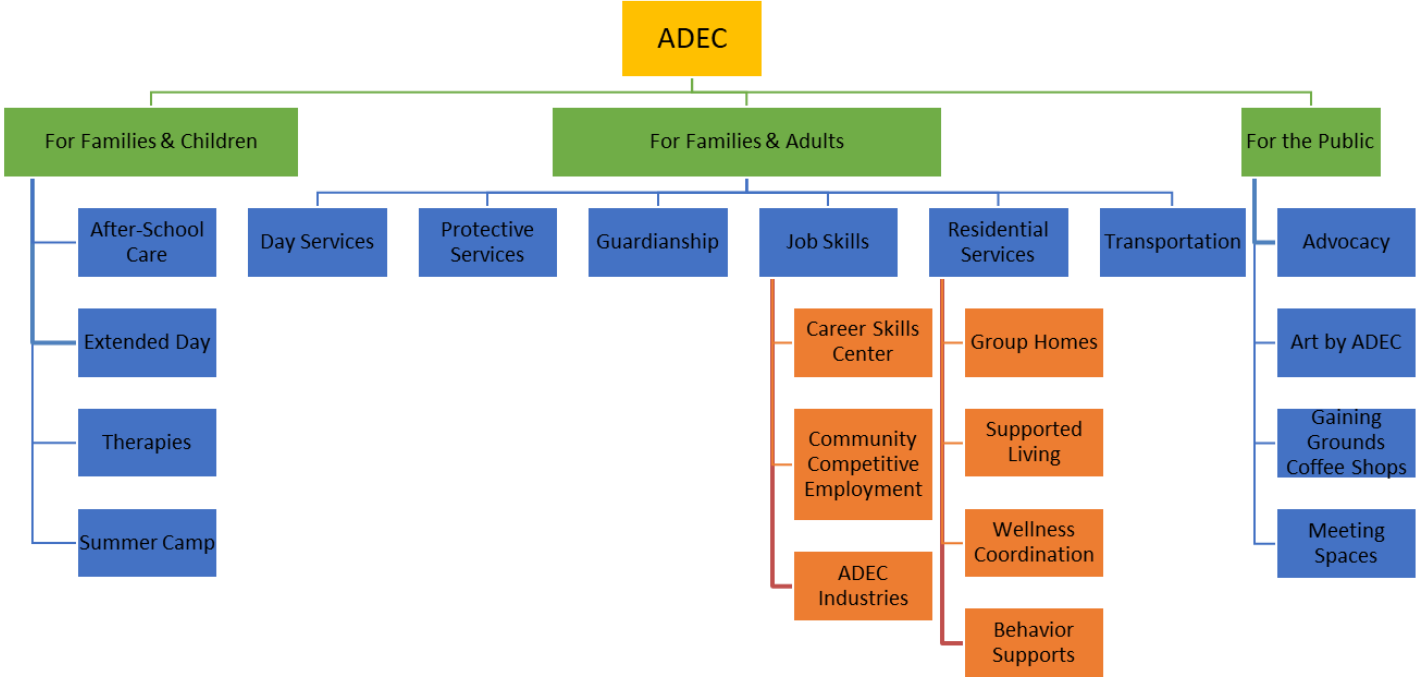 ADEC
For Families & Children
For Families & Adults
For the Public
After-School
Care
Day Services
Protective
Services
Guardianship
Job Skills
Residential
Services
Transportation
Advocacy
Extended Day
Career Skills
Center
Group Homes
Art by ADEC
Therapies
Community
Competitive
Employment
Supported
Living
Gaining
Grounds
Coffee Shops
Summer Camp
Wellness
Coordination
Meeting
Spaces
ADEC
Industries
Behavior
Supports